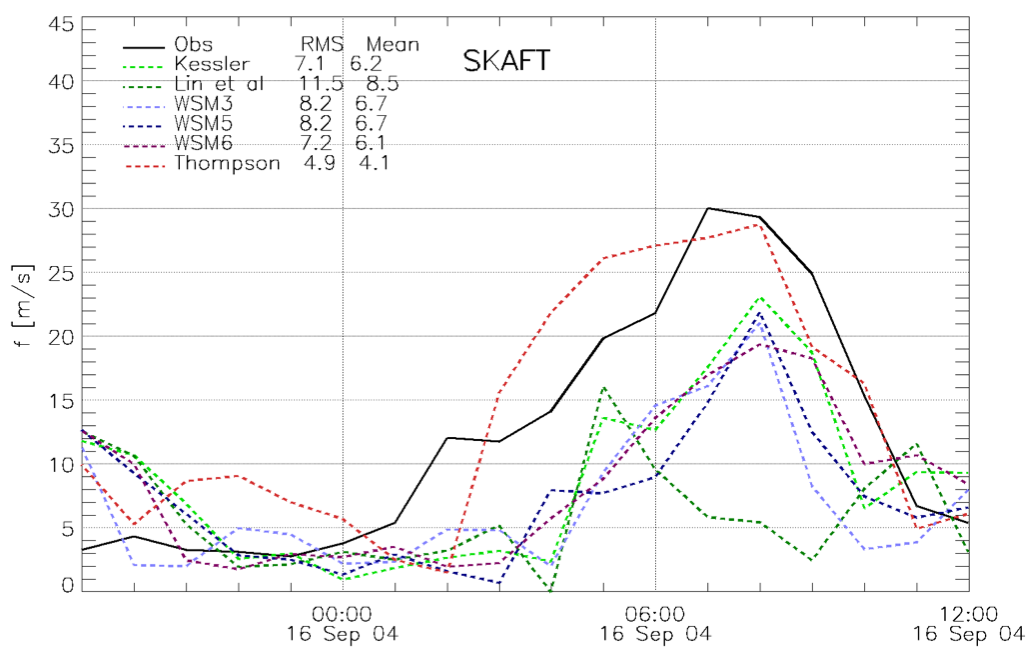 45
40
35
30
25
20
15
10
5
0
f [m/s]
SKAFT
Obs RMS Mean
Kessler 7.1 6.2
Lin et al 11.5 8.5
WSM3 8.2 6.7
WSM5 8.2 6.7
WSM6 7.2 6.1
Thompson 4.9 4.1
00:00 06:00 12:00
16 Sep 04 16 Sep 04 16 Sep 04